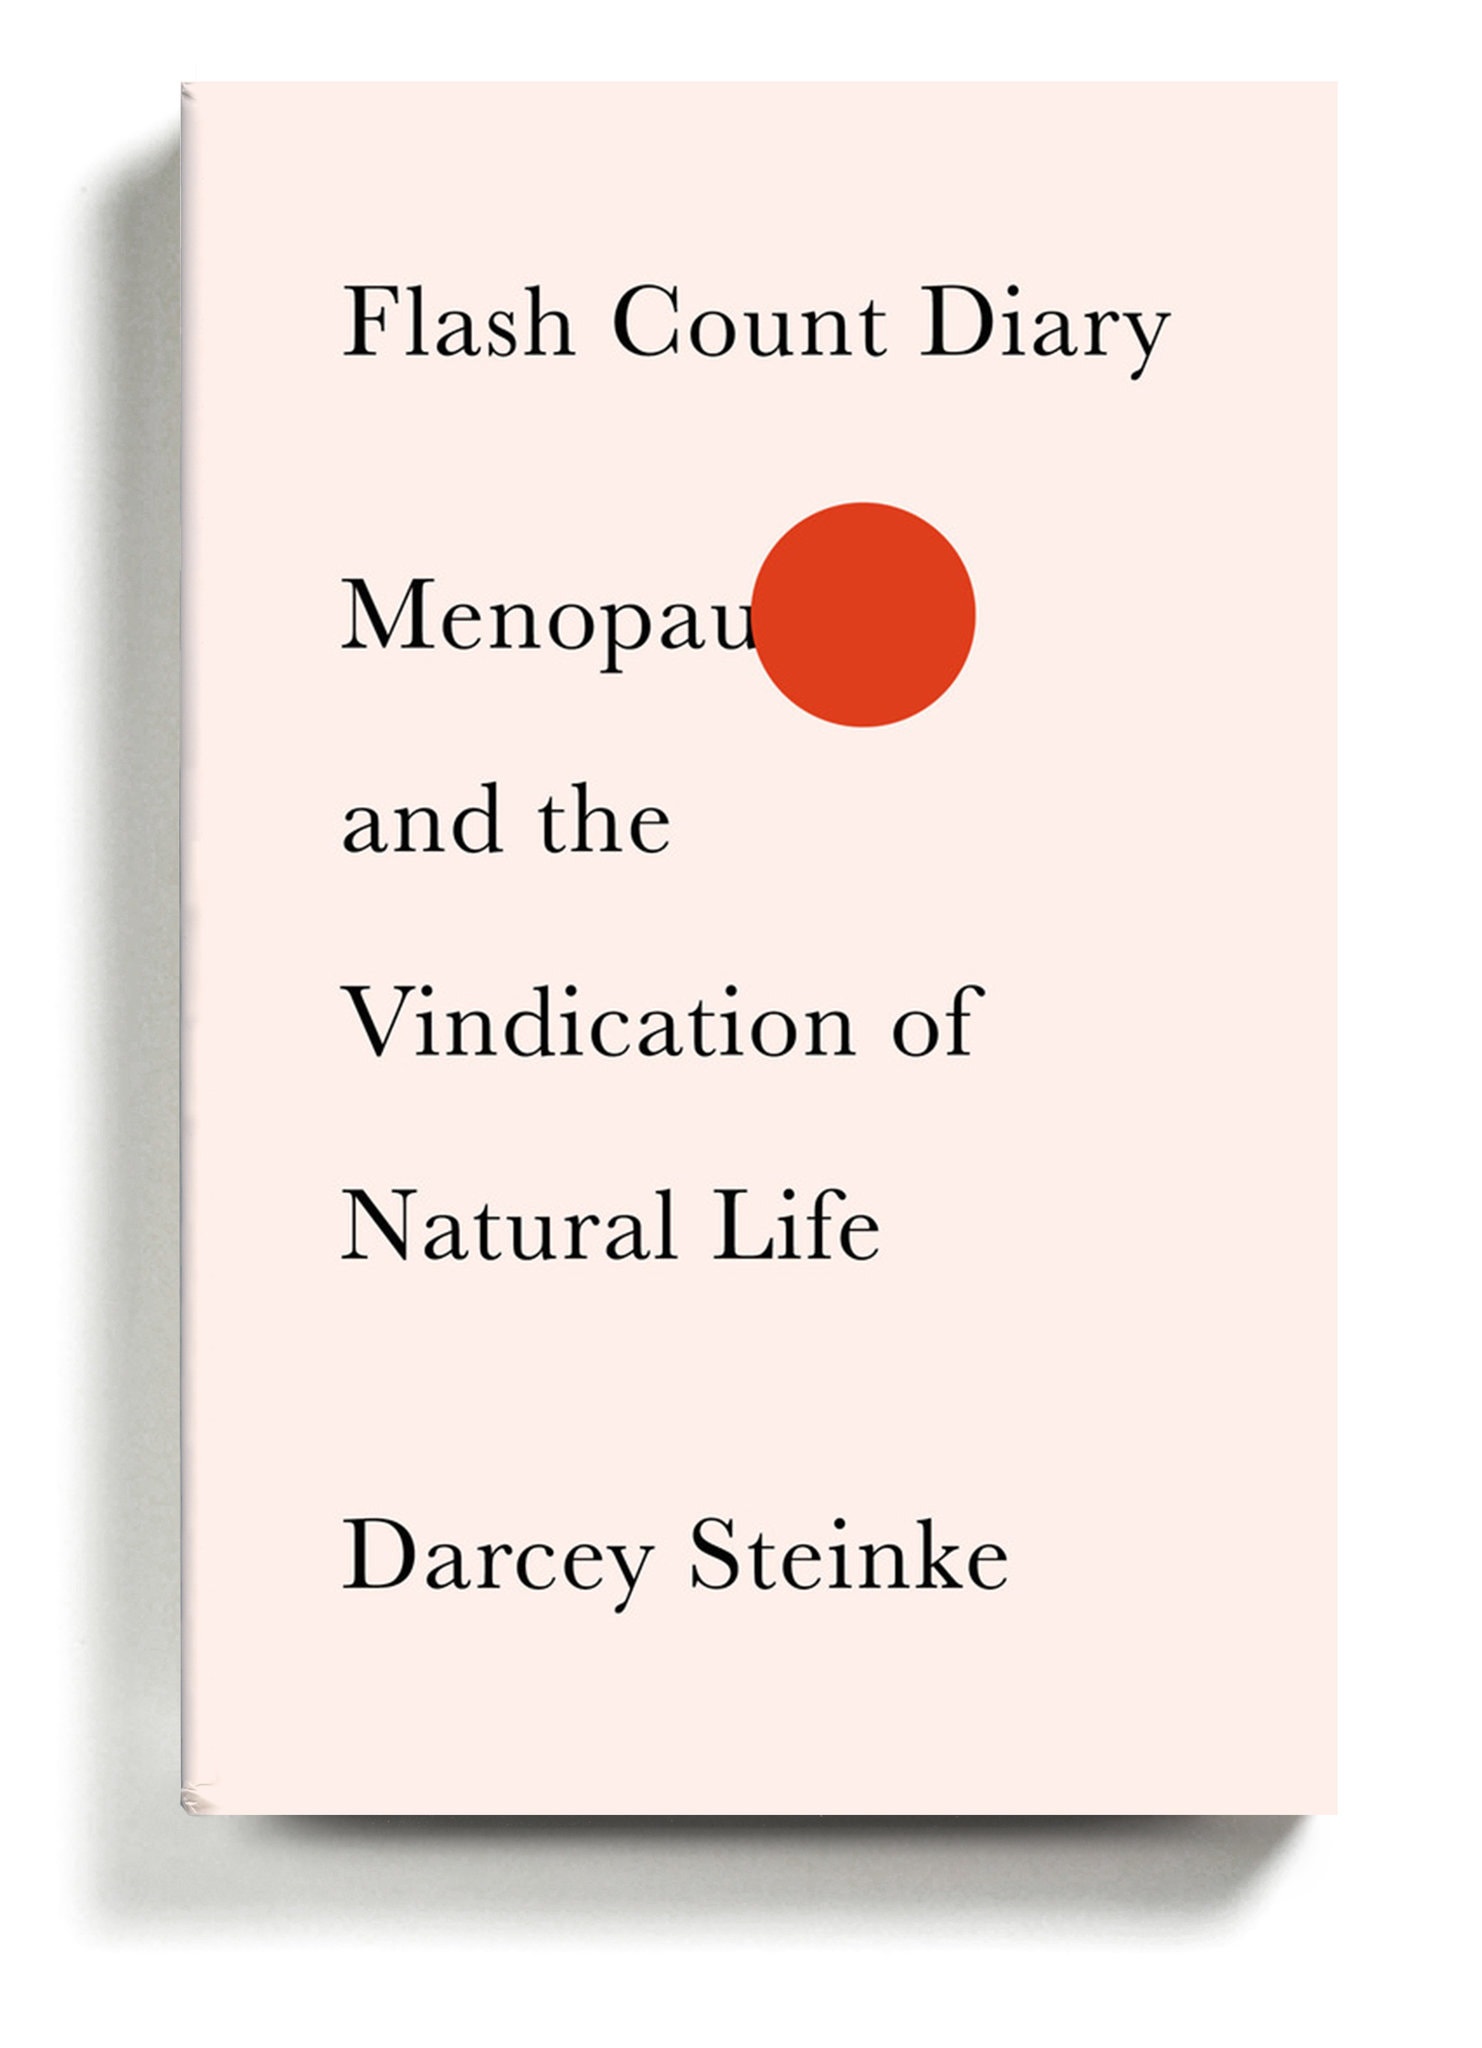 Flash Count Diary
Menopau
and the
Vindication of
Natural Life
Darcey Steinke